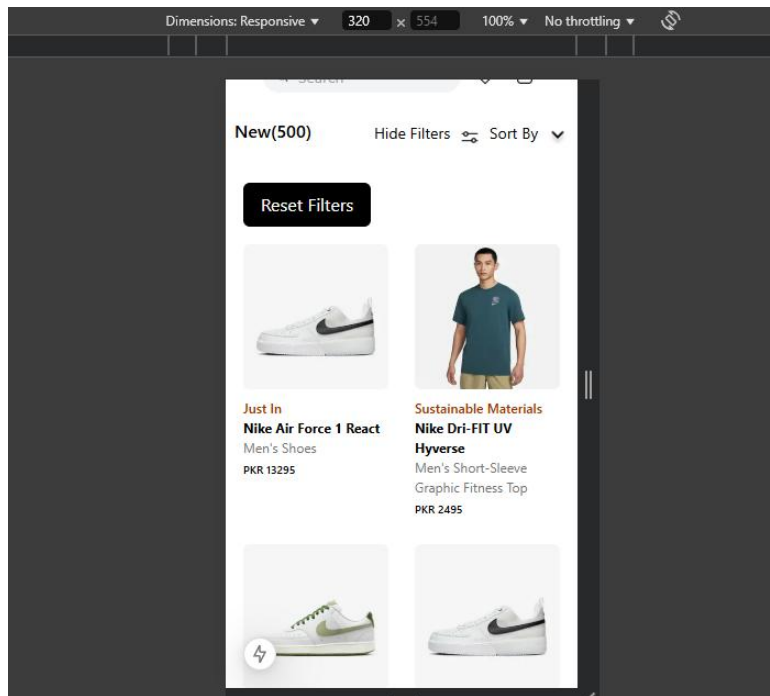 Dimensions: Responsive ▼ 320 × 554 100% ▼ No throttling ▼
Search
New(500) Hide Filters Sort By
Reset Filters
Just In
Nike Air Force 1 React
Men's Shoes
PKR 13295
Sustainable Materials
Nike Dri-FIT UV
Hyverse
Men's Short-Sleeve
Graphic Fitness Top
PKR 2495